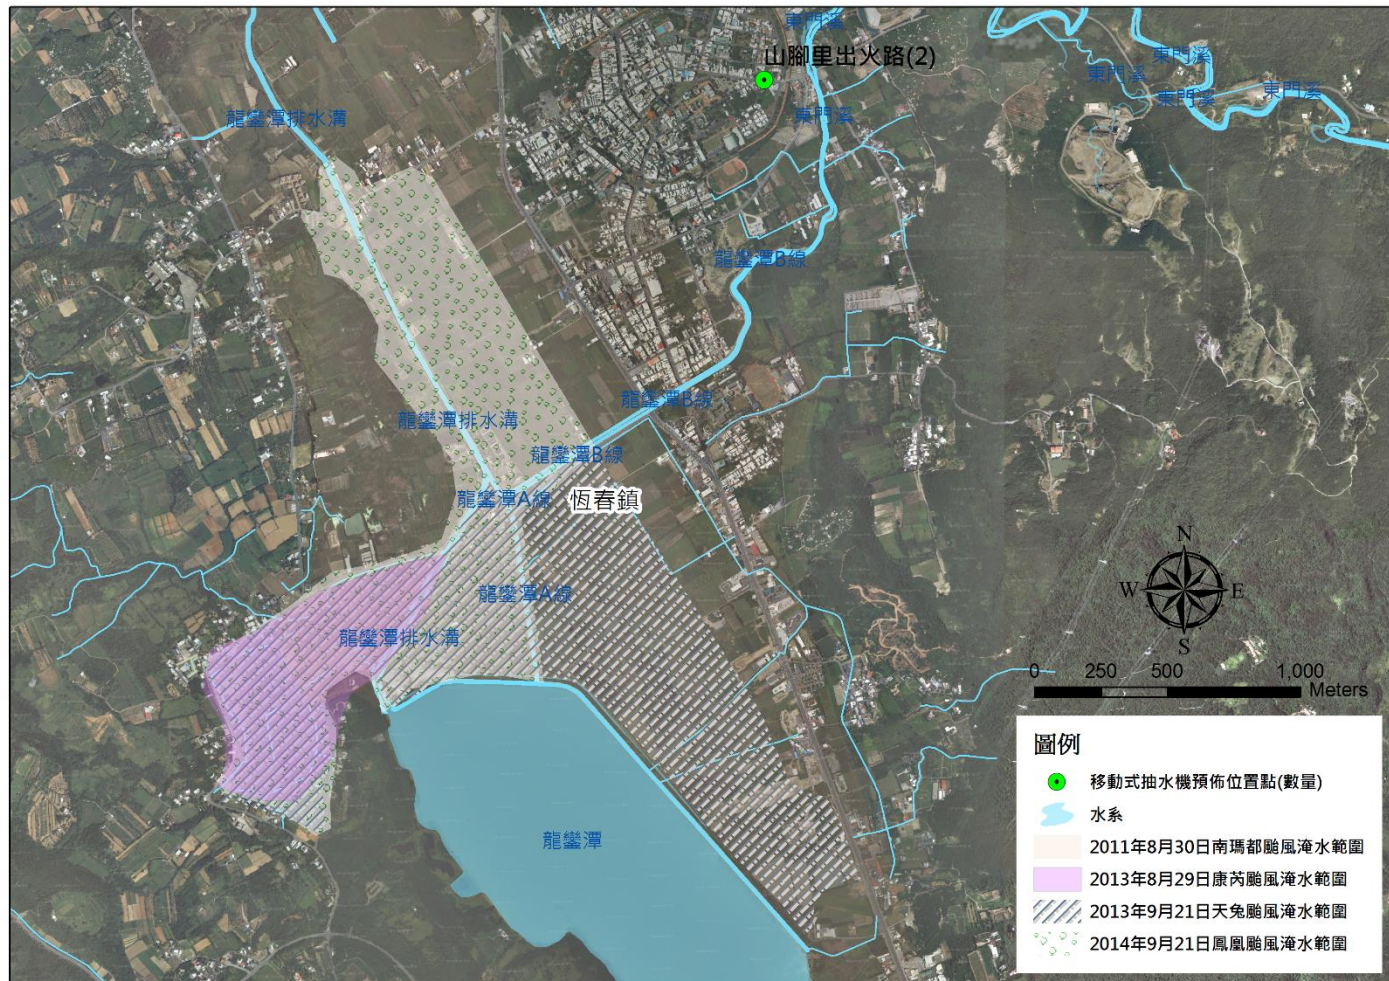 東門溪
山腳里出火路(2)
東門溪
東門溪
東門溪
東門溪
東門溪
龍鑾潭排水溝
龍鑾潭B線
龍鑾潭B線
龍鑾潭排水溝
龍鑾潭B線
龍鑾潭A線
恆春鎮
龍鑾潭A線
龍鑾潭排水溝
龍鑾潭
N
W
E
S
0 250 500 1,000
Meters
圖例
移動式抽水機預佈位置點(數量)
水系
2011年8月30日南瑪都颱風淹水範圍
2013年8月29日康芮颱風淹水範圍
2013年9月21日天兔颱風淹水範圍
2014年9月21日鳳凰颱風淹水範圍